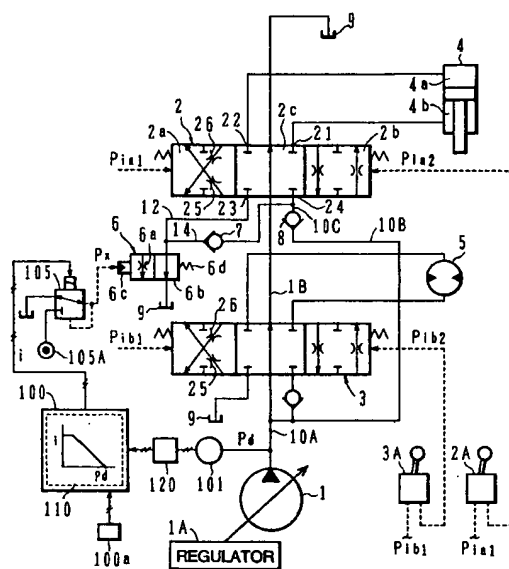 9
4
4a
4b
2
22
2c
2a
26
21
2b
Pia1
Pia2
25
23
24
12
10C
6
6a
14
7
8
10B
105
Px
6d
5
6c
6b
1B
9
26
i
105A
Pib1
Pib2
25
3
100
9
10A
3A
2A
i
Pd
Pd
110
120
101
1
100a
1A
REGULATOR
Pib1
Pia1